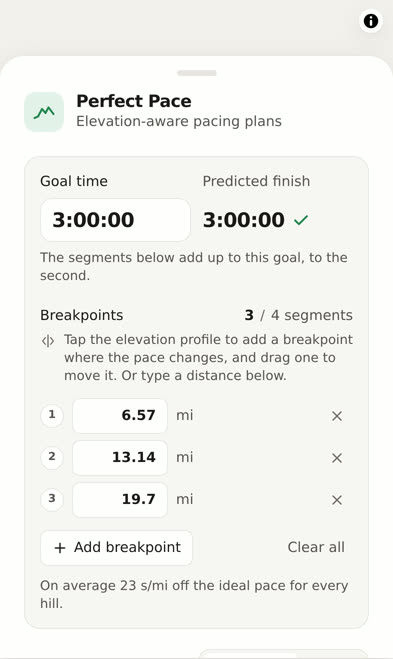 Perfect Pace
Elevation-aware pacing plans
Goal time
Predicted finish
3:00:00
3:00:00
The segments below add up to this goal, to the
second.
Breakpoints
3 / 4 segments
Tap the elevation profile to add a breakpoint
where the pace changes, and drag one to
move it. Or type a distance below.
1 6.57 mi
2 13.14 mi
3 19.7 mi
+ Add breakpoint
Clear all
On average 23 s/mi off the ideal pace for every
hill.